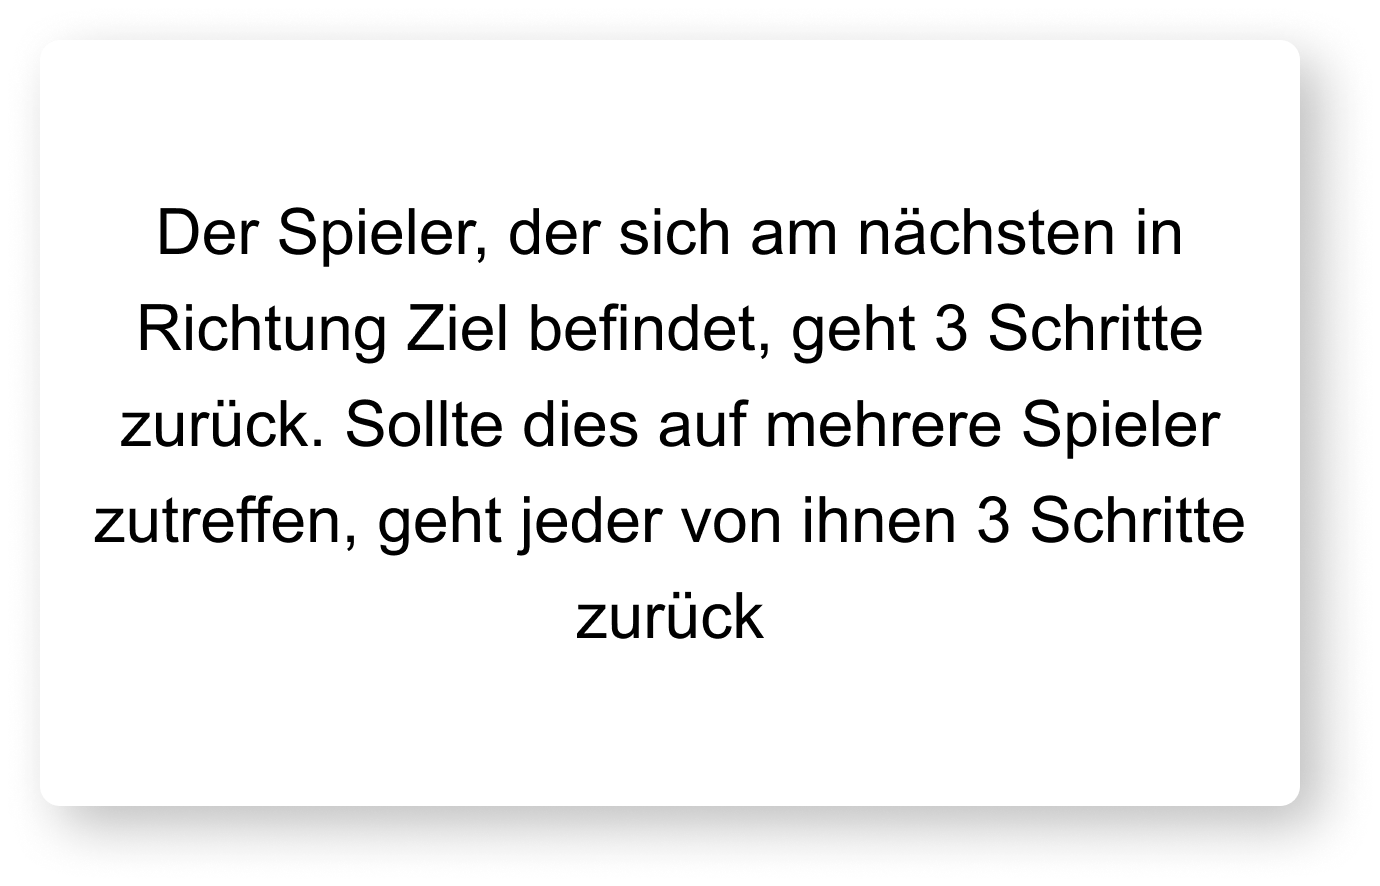 Der Spieler, der sich am nächsten in
Richtung Ziel befindet, geht 3 Schritte
zurück. Sollte dies auf mehrere Spieler
zutreffen, geht jeder von ihnen 3 Schritte
zurück